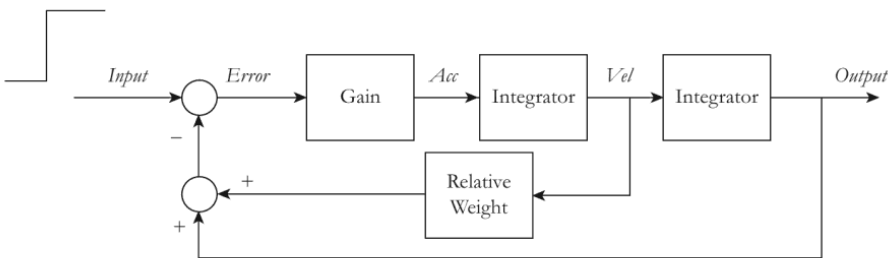 Input
Error
Gain
Acc
Integrator
Vel
Integrator
Output
−
+
Relative
Weight
+